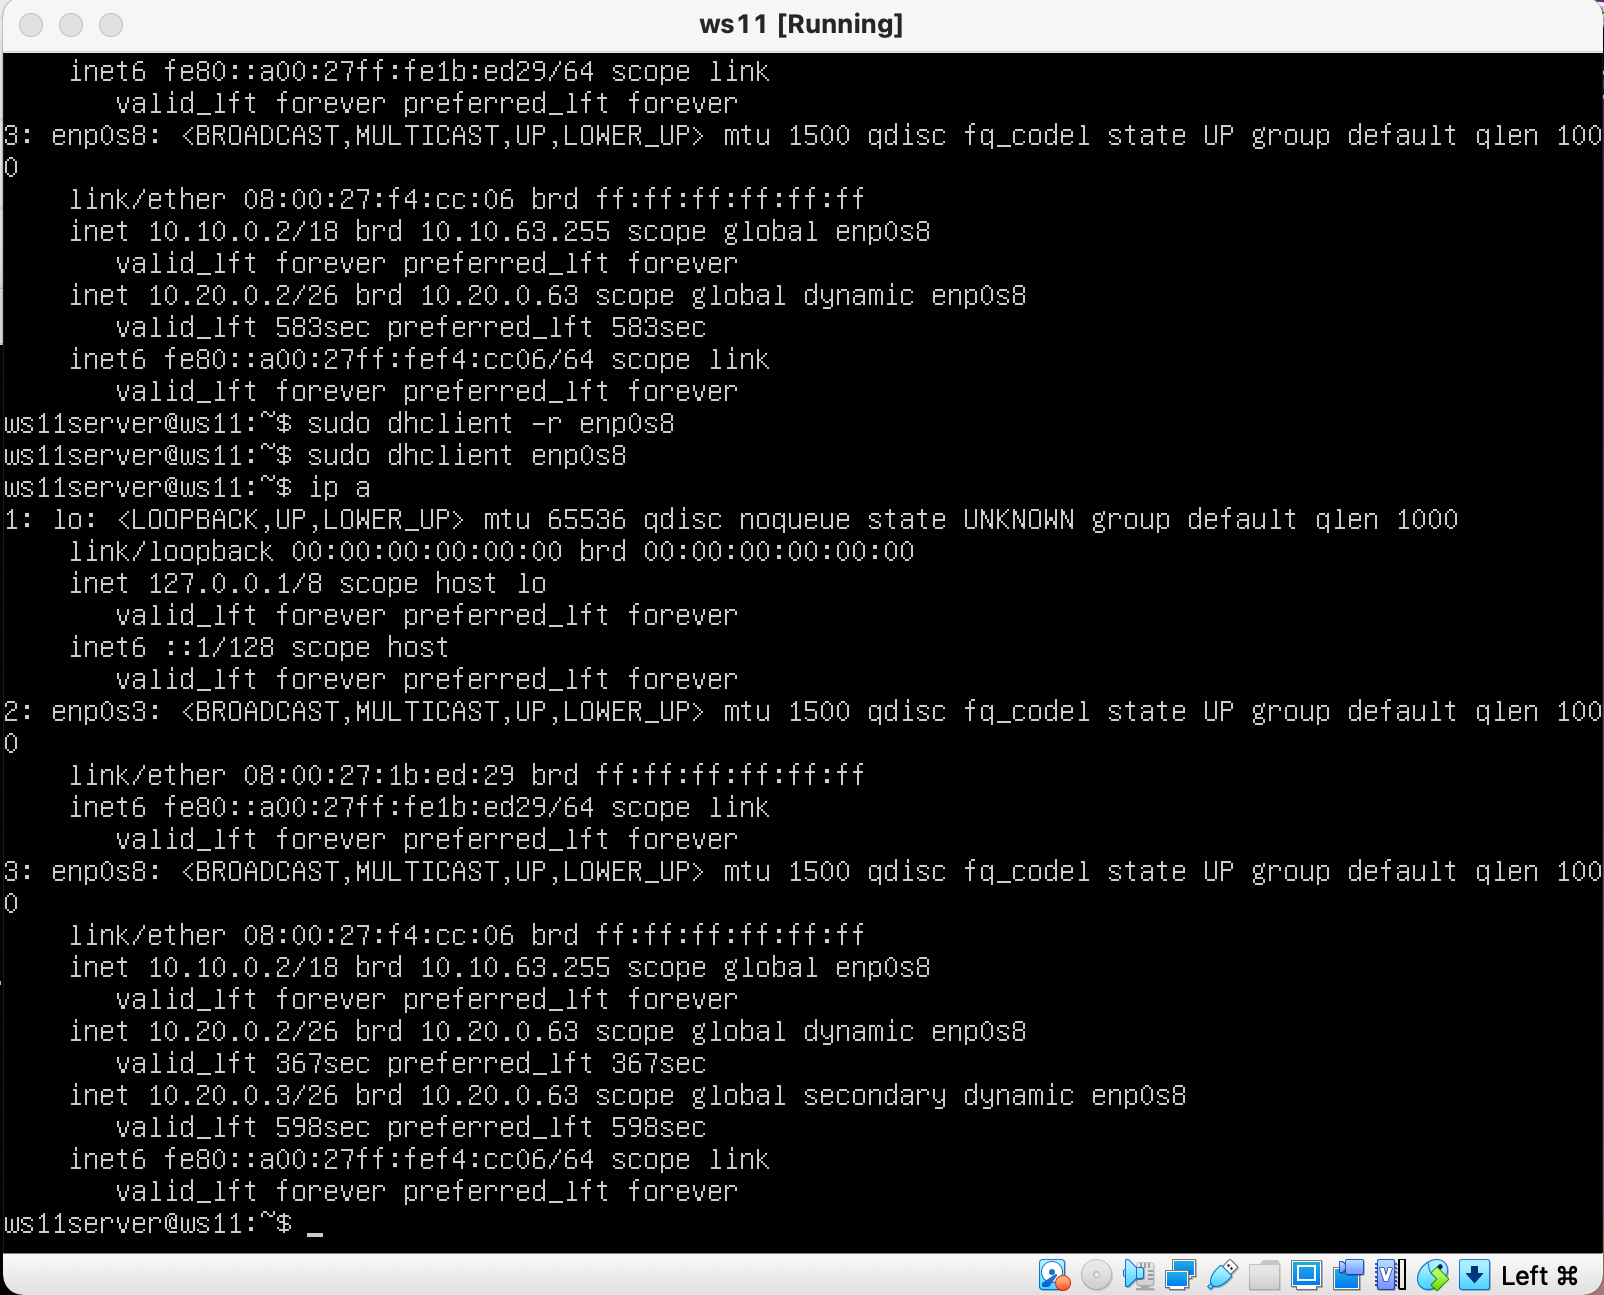 ws11 [Running]
inet6 fe80::a00:27ff:fe1b:ed29/64 scope link
valid_lft forever preferred_lft forever
3: enp0s8: <BROADCAST,MULTICAST,UP,LOWER_UP> mtu 1500 qdisc fq_codel state UP group default qlen 100
0
link/ether 08:00:27:f4:cc:06 brd ff:ff:ff:ff:ff:ff
inet 10.10.0.2/18 brd 10.10.63.255 scope global enp0s8
valid_lft forever preferred_lft forever
inet 10.20.0.2/26 brd 10.20.0.63 scope global dynamic enp0s8
valid_lft 583sec preferred_lft 583sec
inet6 fe80::a00:27ff:fef4:cc06/64 scope link
valid_lft forever preferred_lft forever
ws11server@ws11:~$ sudo dhclient -r enp0s8
ws11server@ws11:~$ sudo dhclient enp0s8
ws11server@ws11:~$ ip a
1: lo: <LOOPBACK,UP,LOWER_UP> mtu 65536 qdisc noqueue state UNKNOWN group default qlen 1000
link/loopback 00:00:00:00:00:00 brd 00:00:00:00:00:00
inet 127.0.0.1/8 scope host lo
valid_lft forever preferred_lft forever
inet6 ::1/128 scope host
valid_lft forever preferred_lft forever
2: enp0s3: <BROADCAST,MULTICAST,UP,LOWER_UP> mtu 1500 qdisc fq_codel state UP group default qlen 100
0
link/ether 08:00:27:1b:ed:29 brd ff:ff:ff:ff:ff:ff
inet6 fe80::a00:27ff:fe1b:ed29/64 scope link
valid_lft forever preferred_lft forever
3: enp0s8: <BROADCAST,MULTICAST,UP,LOWER_UP> mtu 1500 qdisc fq_codel state UP group default qlen 100
0
link/ether 08:00:27:f4:cc:06 brd ff:ff:ff:ff:ff:ff
inet 10.10.0.2/18 brd 10.10.63.255 scope global enp0s8
valid_lft forever preferred_lft forever
inet 10.20.0.2/26 brd 10.20.0.63 scope global dynamic enp0s8
valid_lft 367sec preferred_lft 367sec
inet 10.20.0.3/26 brd 10.20.0.63 scope global secondary dynamic enp0s8
valid_lft 598sec preferred_lft 598sec
inet6 fe80::a00:27ff:fef4:cc06/64 scope link
valid_lft forever preferred_lft forever
ws11server@ws11:~$ _
Left ⌘